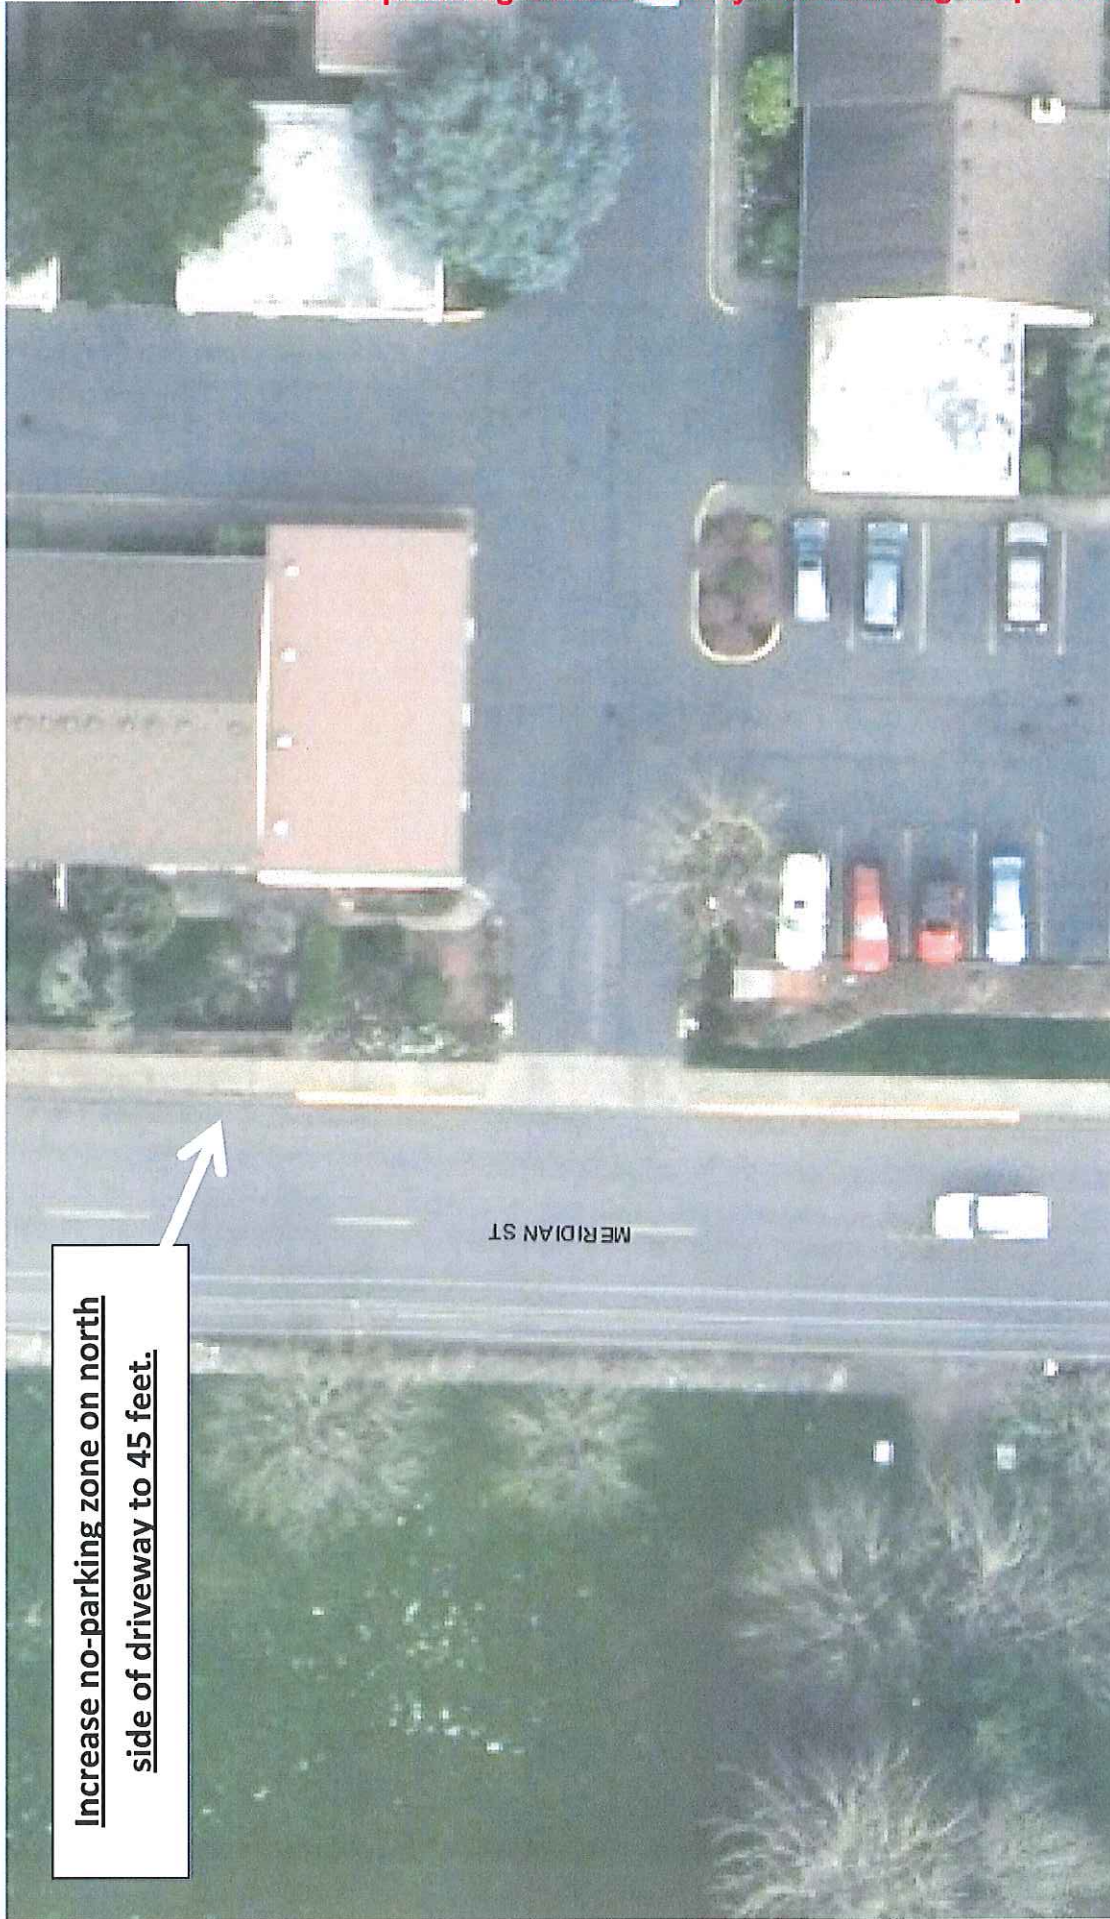 Increase no-parking zone on north
side of driveway to 45 feet.
MERIDIAN ST